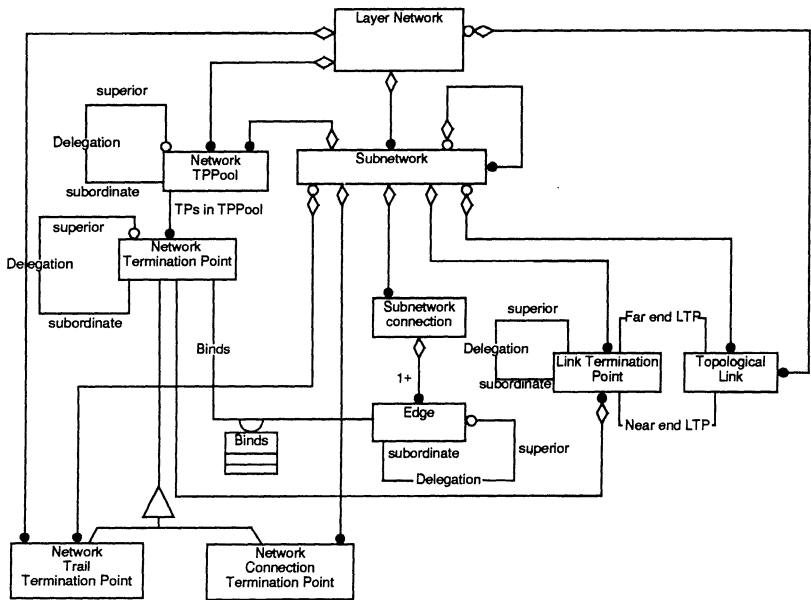 Layer Network
superior
Delegation
subordinate
Network
TPPool
Subnetwork
TPs in TPPool
superior
Delegation
subordinate
Network
Termination Point
Binds
Subnetwork
connection
1+
superior
Delegation
subordinate
Far end LTP
Link Termination
Point
Topological
Link
Near end LTP
Edge
Binds
subordinate
superior
Delegation
Network
Trail
Termination Point
Network
Connection
Termination Point